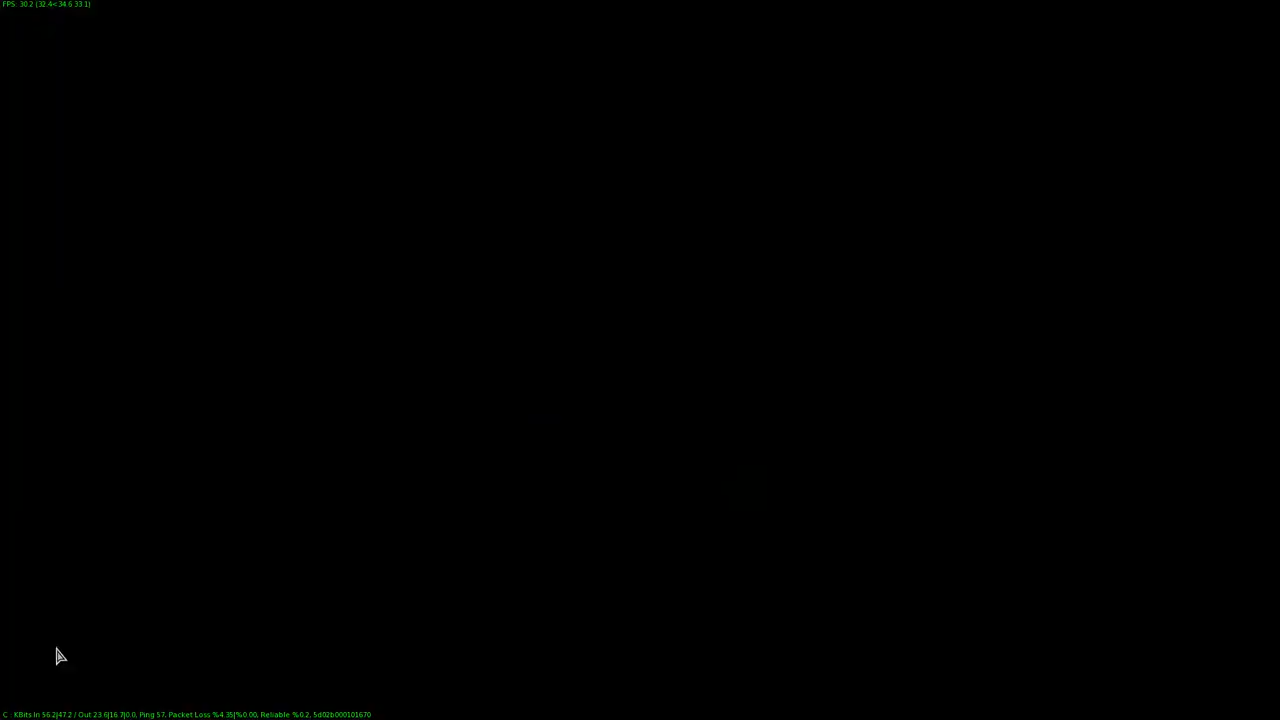 FPS: 30.2 (32.4<34.6 33.1)
C : KBits In 56.2|47.2 / Out 23.6|16.7|0.0, Ping 57, Packet Loss %4.35|%0.00, Reliable %0.2, 5d02b000101670